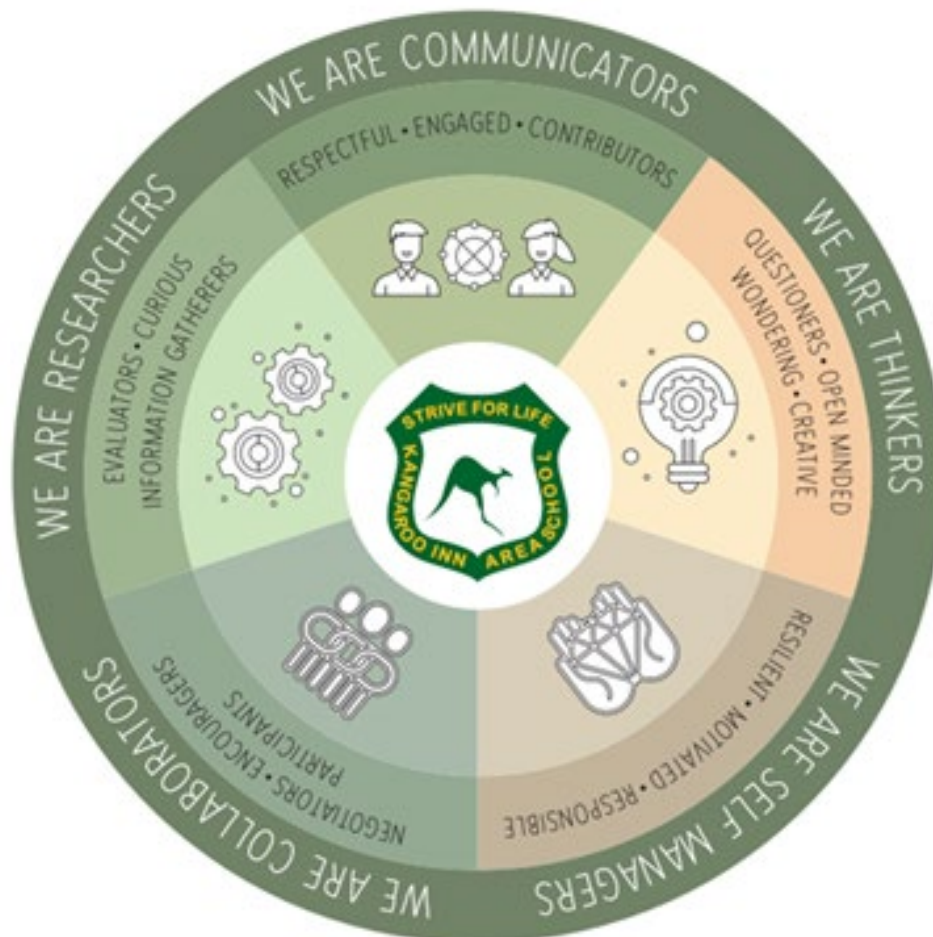 WE ARE COMMUNICATORS
RESPECTFUL • ENGAGED • CONTRIBUTORS
WE ARE THINKERS
QUESTIONERS • OPEN MINDED
WONDERING • CREATIVE
WE ARE SELF MANAGERS
RESILIENT • MOTIVATED • RESPONSIBLE
WE ARE COLLABORATORS
NEGOTIATORS • ENCOURAGERS
PARTICIPANTS
WE ARE RESEARCHERS
EVALUATORS • CURIOUS
INFORMATION GATHERERS
STRIVE FOR LIFE
KANGAROO INN AREA SCHOOL